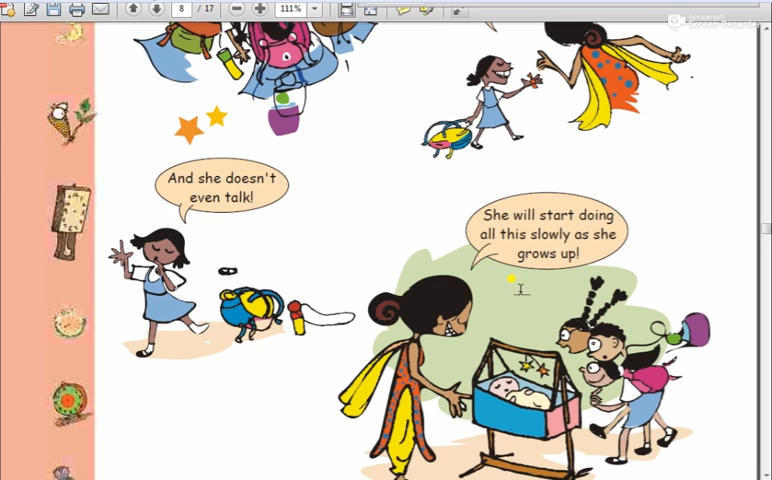 8 / 17 111%
And she doesn't
even talk!
She will start doing
all this slowly as she
grows up!